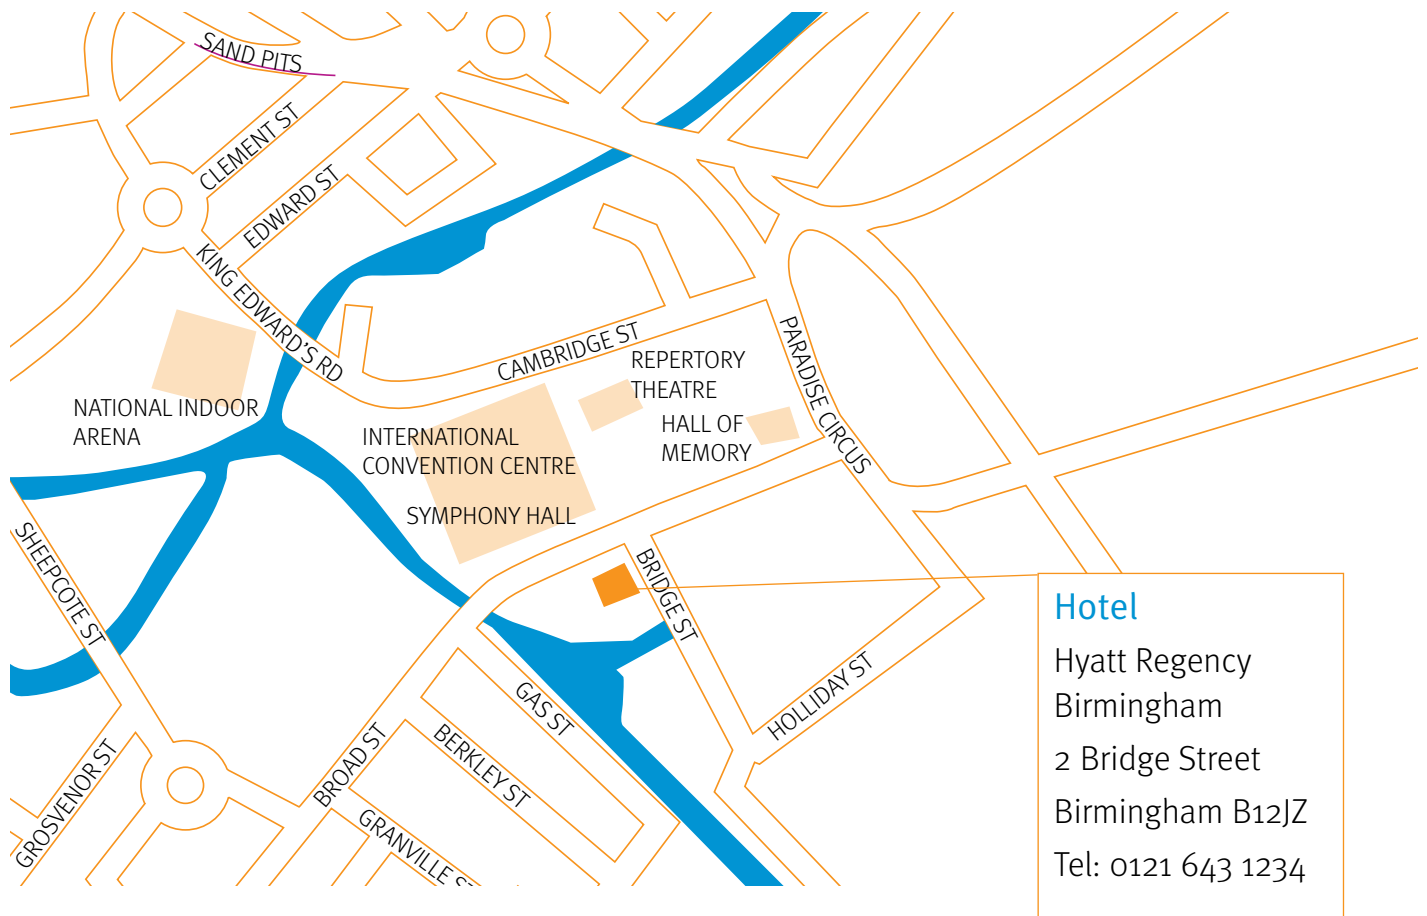 SAND PITS
CLEMENT ST
EDWARD ST
KING EDWARD'S RD
CAMBRIDGE ST
PARADISE CIRCUS
REPERTORY
THEATRE
NATIONAL INDOOR
ARENA
HALL OF
MEMORY
INTERNATIONAL
CONVENTION CENTRE
SYMPHONY HALL
SHEEPCOTE ST
BRIDGE ST
HOLLIDAY ST
GAS ST
BERKLEY ST
BROAD ST
GROSVENOR ST
GRANVILLE ST
Hotel
Hyatt Regency
Birmingham
2 Bridge Street
Birmingham B12JZ
Tel: 0121 643 1234